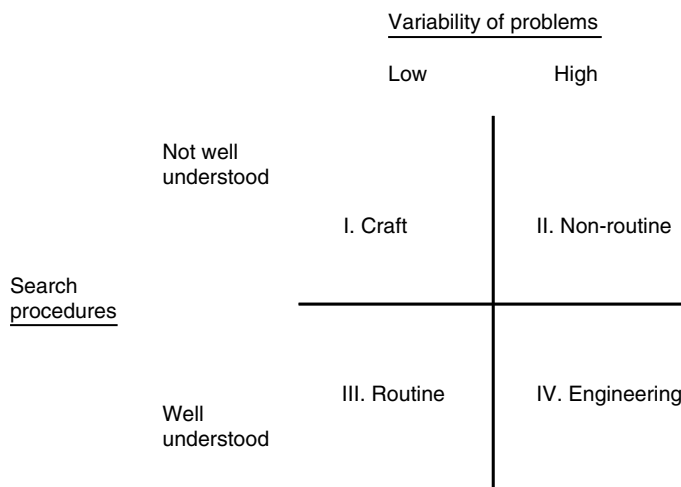 Variability of problems
Low High
Not well
understood
I. Craft II. Non-routine
Search
procedures
III. Routine IV. Engineering
Well
understood